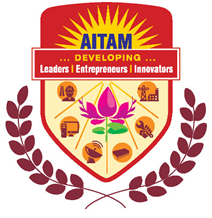 AITAM
... DEVELOPING ...
Leaders | Entrepreneurs | Innovators